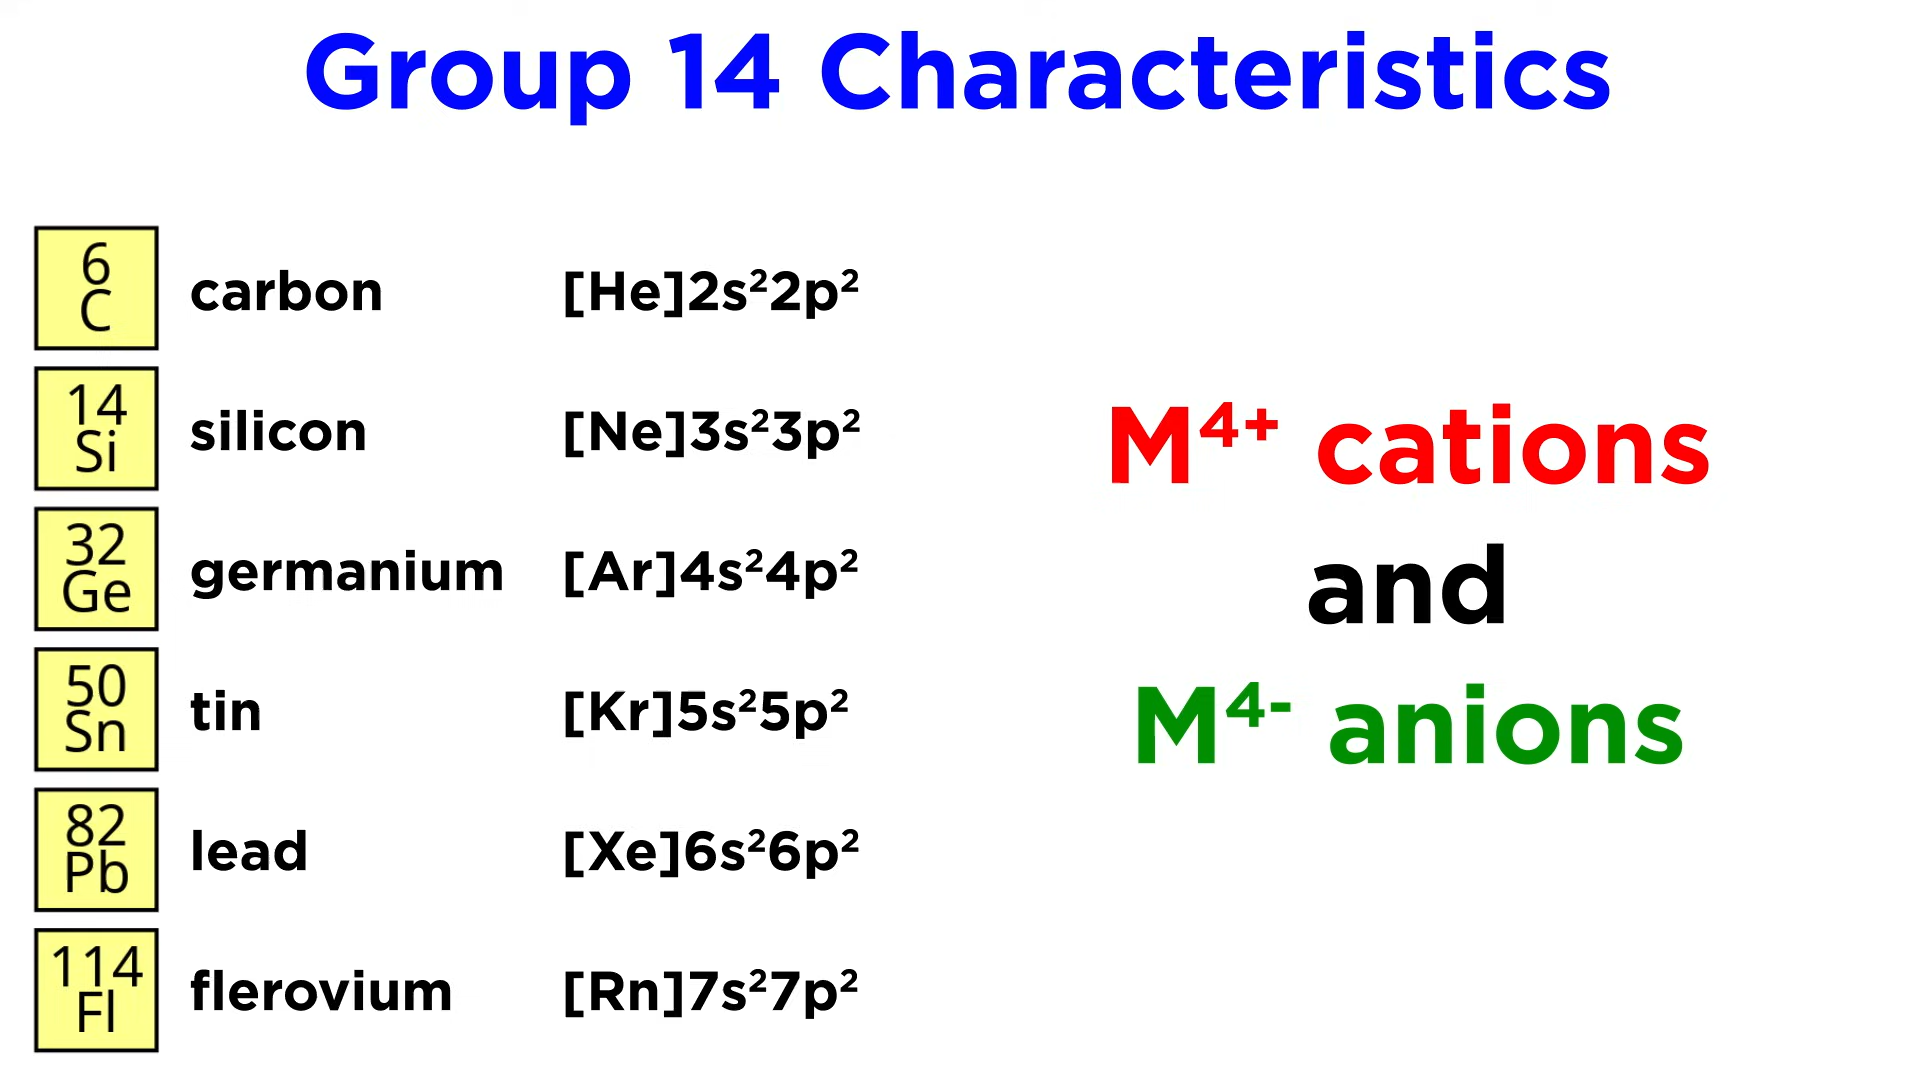 Group 14 Characteristics
6
C
carbon [He]2s²2p²
14
Si
silicon [Ne]3s²3p²
32
Ge
germanium [Ar]4s²4p²
50
Sn
tin [Kr]5s²5p²
82
Pb
lead [Xe]6s²6p²
114
Fl
flerovium [Rn]7s²7p²
M⁴⁺ cations
and
M⁴⁻ anions